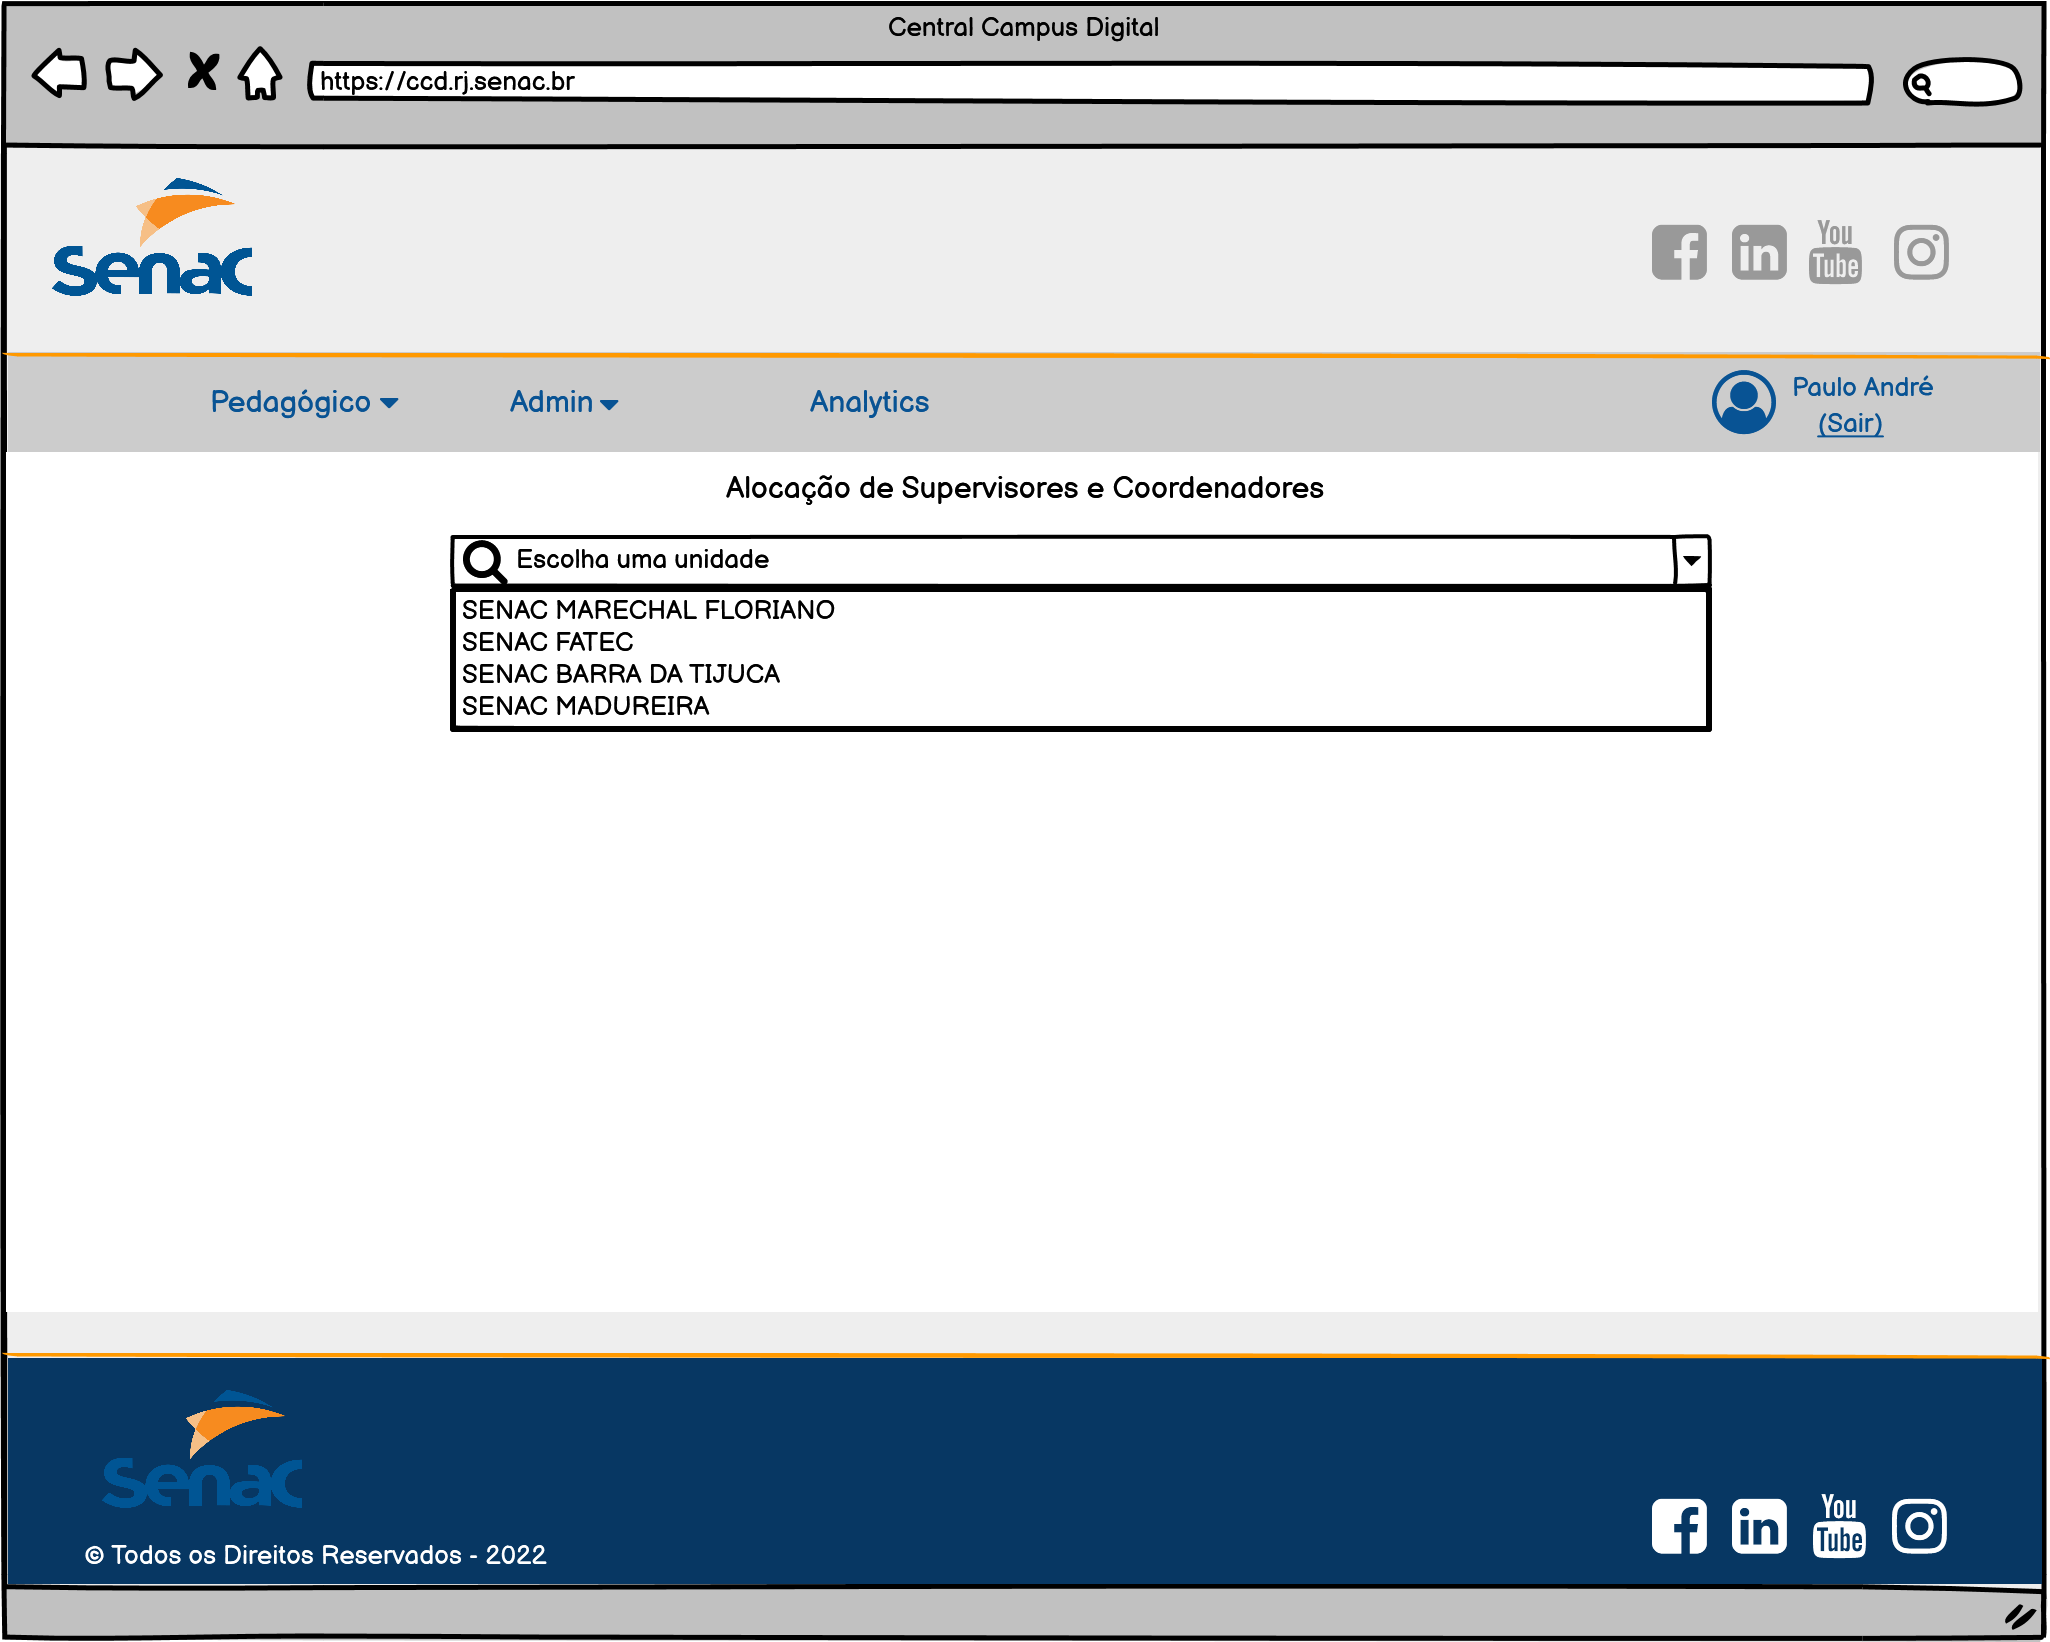 Central Campus Digital
https://ccd.rj.senac.br
Senac
You
Tube
Pedagógico
Admin
Analytics
Paulo André
(Sair)
Alocação de Supervisores e Coordenadores
Escolha uma unidade
SENAC MARECHAL FLORIANO
SENAC FATEC
SENAC BARRA DA TIJUCA
SENAC MADUREIRA
Senac
You
Tube
© Todos os Direitos Reservados - 2022